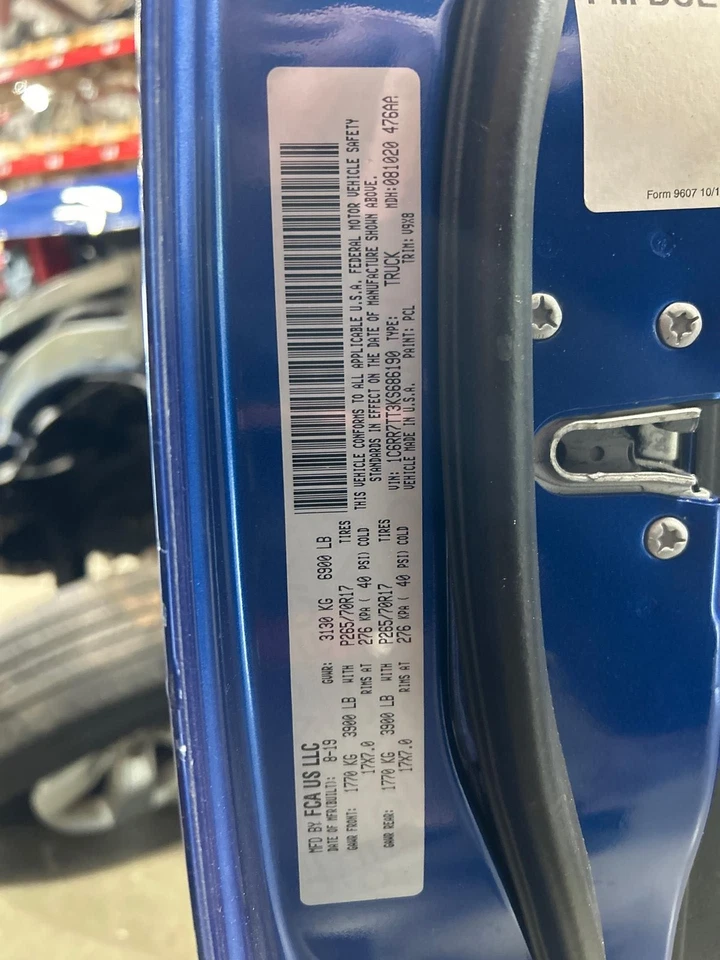 MFD BY FCA US LLC
DATE OF MFR(BUILT): 8-19 GVWR: 3130 KG 6900 LB
GAWR FRONT: 1770 KG 3900 LB WITH P265/70R17 TIRES
17X7.0 RIMS AT 276 KPA ( 40 PSI) COLD
GAWR REAR: 1770 KG 3900 LB WITH P265/70R17 TIRES
17X7.0 RIMS AT 276 KPA ( 40 PSI) COLD
THIS VEHICLE CONFORMS TO ALL APPLICABLE U.S.A. FEDERAL MOTOR VEHICLE SAFETY
STANDARDS IN EFFECT ON THE DATE OF MANUFACTURE SHOWN ABOVE.
VIN: 1C6RR7TT3KS686190 TYPE: TRUCK MDH:081020 476AA
VEHICLE MADE IN U.S.A. PAINT: PCL TRIM: V9X8
Form 9607 10/1